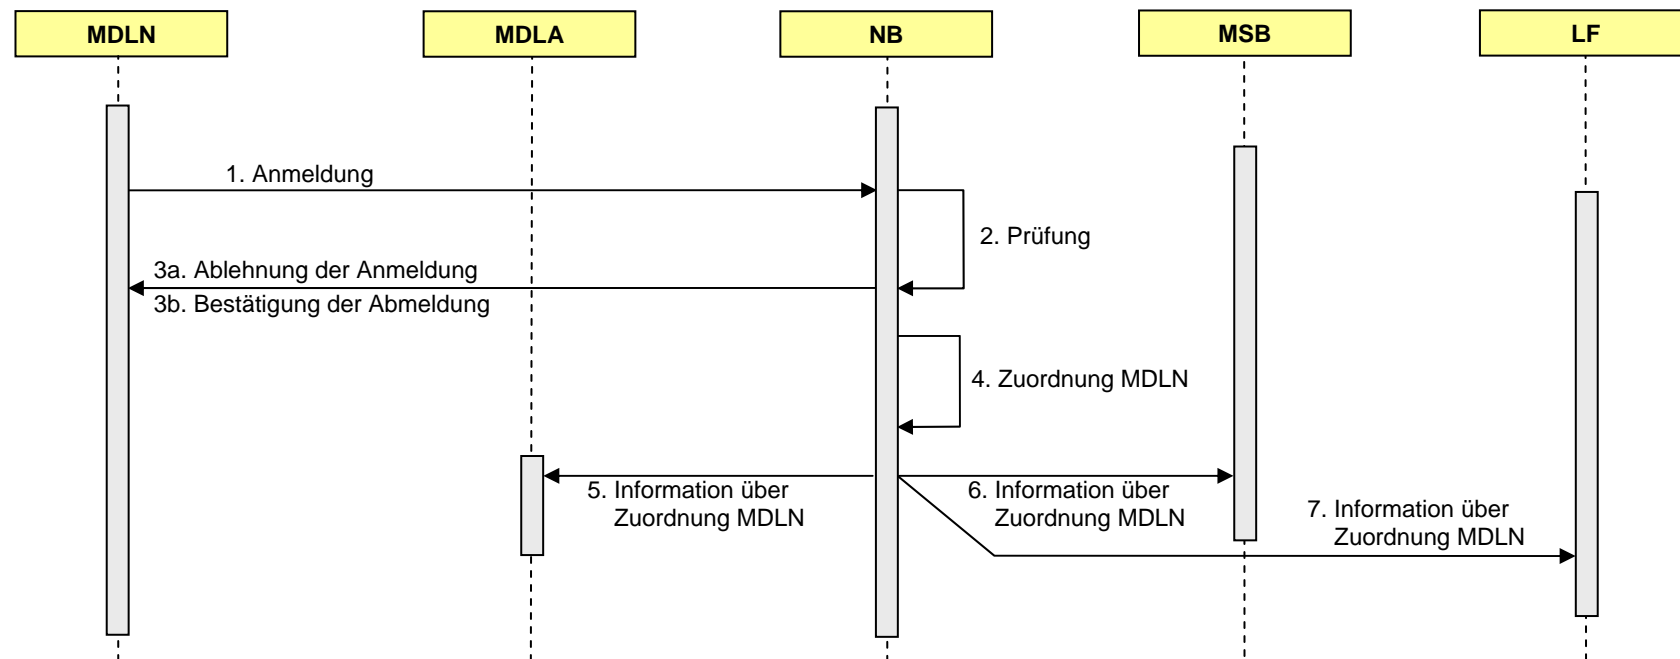 MDLN
MDLA
NB
MSB
LF
1. Anmeldung
2. Prüfung
3a. Ablehnung der Anmeldung
3b. Bestätigung der Abmeldung
4. Zuordnung MDLN
5. Information über
Zuordnung MDLN
6. Information über
Zuordnung MDLN
7. Information über
Zuordnung MDLN